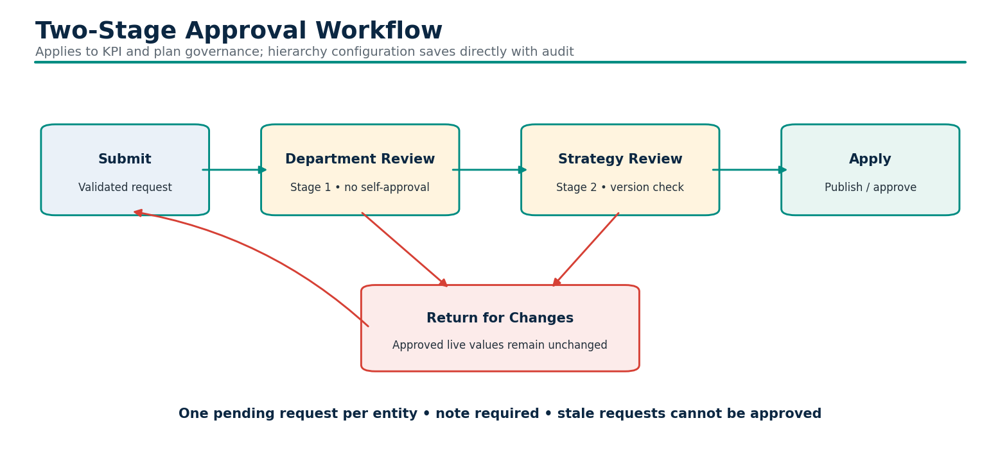 Two-Stage Approval Workflow
Applies to KPI and plan governance; hierarchy configuration saves directly with audit
Submit
Validated request
Department Review
Stage 1 • no self-approval
Strategy Review
Stage 2 • version check
Apply
Publish / approve
Return for Changes
Approved live values remain unchanged
One pending request per entity • note required • stale requests cannot be approved